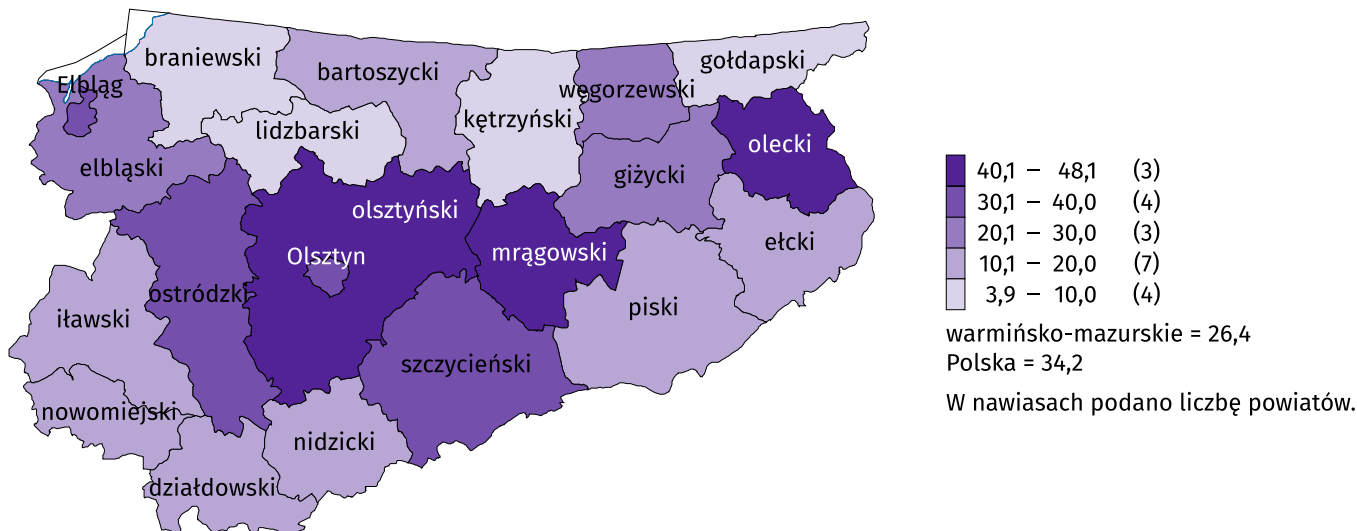 braniewski
gołdapski
bartoszycki
Elbląg
węgorzewski
kętrzyński
lidzbarski
olecki
elbląski
giżycki
olsztyński
ełcki
Olsztyn
mrągowski
ostródzki
piski
iławski
szczycieński
nowomiejski
nidzicki
działdowski
40,1 – 48,1 (3)
30,1 – 40,0 (4)
20,1 – 30,0 (3)
10,1 – 20,0 (7)
3,9 – 10,0 (4)
warmińsko-mazurskie = 26,4
Polska = 34,2
W nawiasach podano liczbę powiatów.